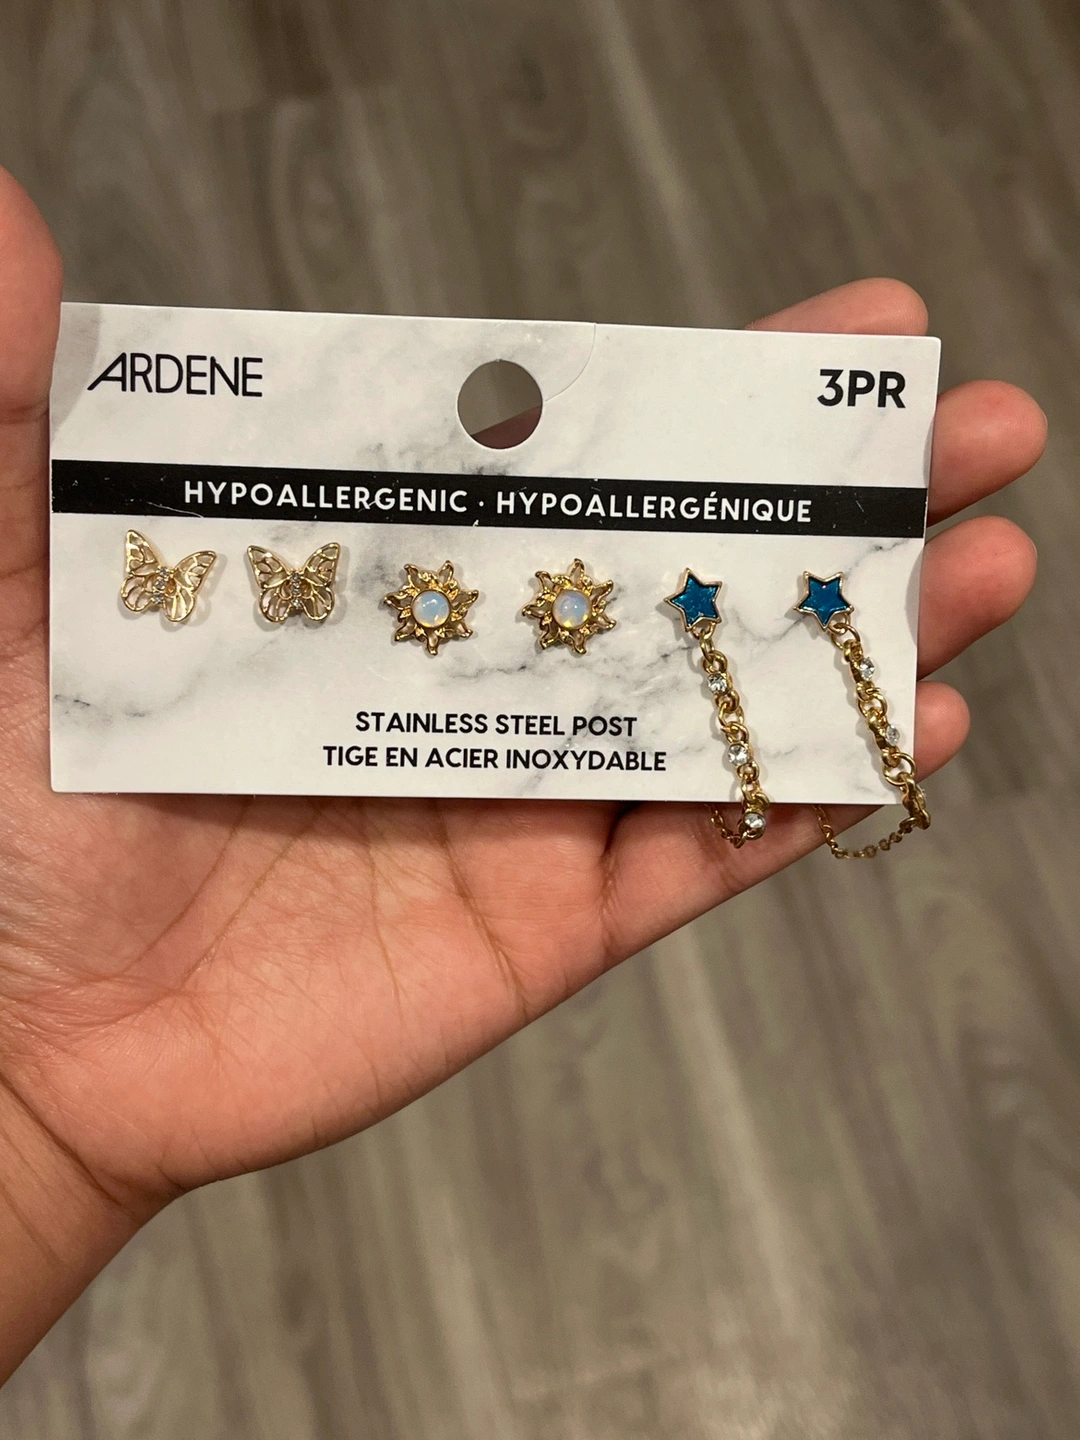 ARDENE
3PR
HYPOALLERGENIC · HYPOALLERGÉNIQUE
STAINLESS STEEL POST
TIGE EN ACIER INOXYDABLE